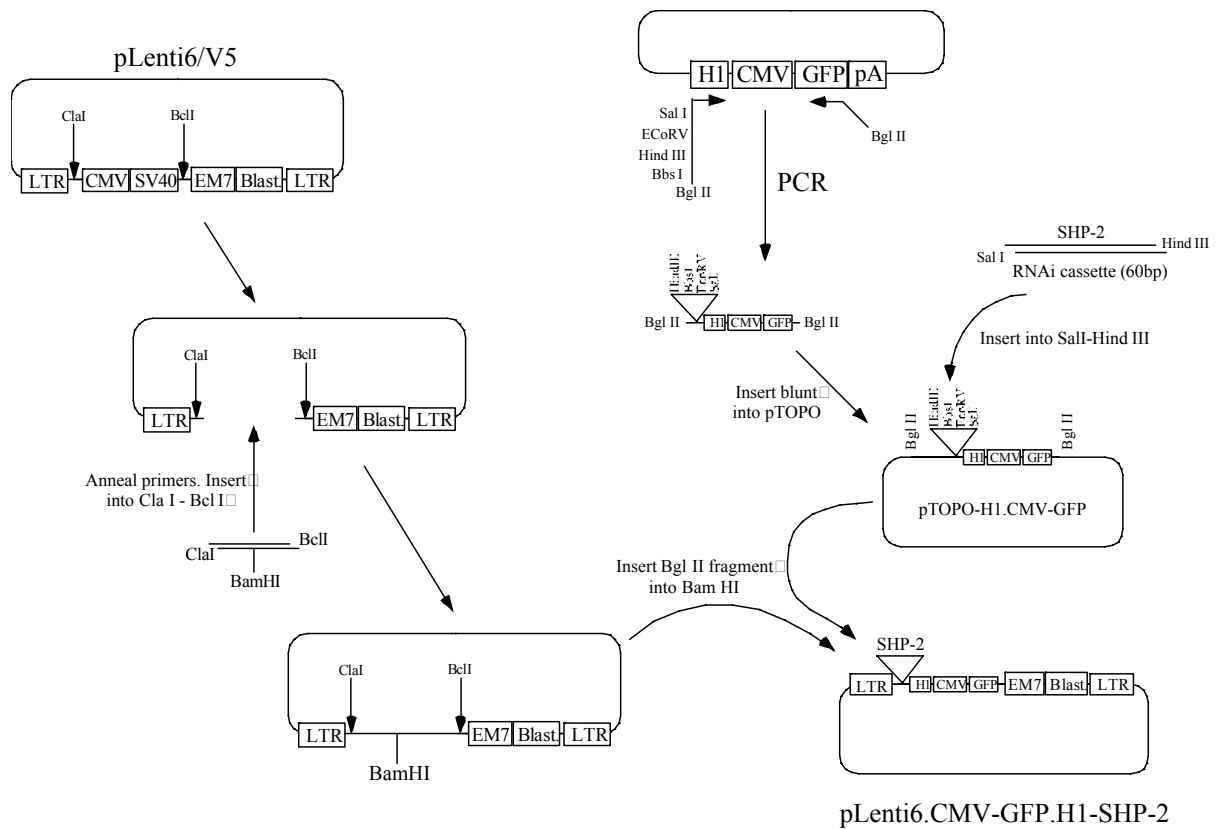 pLenti6/V5
ClaI
BclI
LTR
CMV
SV40
EM7
Blast.
LTR
H1
CMV
GFP
pA
Sal I
ECoRV
Hind III
Bbs I
Bgl II
Bgl II
PCR
Bgl II
H1
CMV
GFP
Bgl II
SHP-2
Sal I
Hind III
RNAi cassette (60bp)
Insert into SalI-Hind III
Insert blunt
into pTOPO
ClaI
BclI
LTR
EM7
Blast.
LTR
Anneal primers. Insert
into Cla I - Bcl I
ClaI
BclI
BamHI
Bgl II
Bgl II
H1
CMV
GFP
pTOPO-H1.CMV-GFP
Insert Bgl II fragment
into Bam HI
ClaI
BclI
LTR
EM7
Blast.
LTR
BamHI
SHP-2
LTR
H1
CMV
GFP
EM7
Blast.
LTR
pLenti6.CMV-GFP.H1-SHP-2